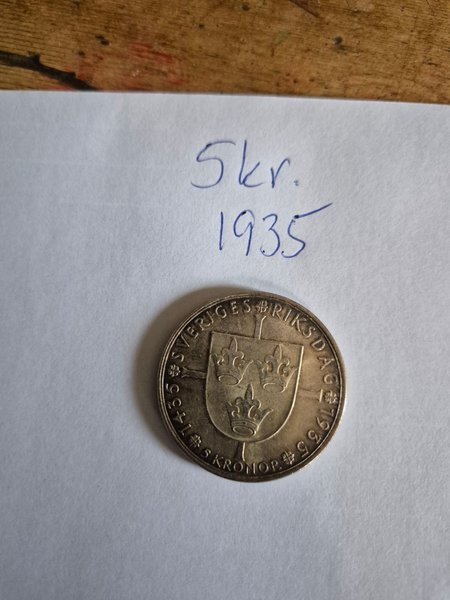 5kr.
1935
1435 ✻ SVERIGES ✻ RIKSDAG ✻ 1935 ✻
5 KRONOR.